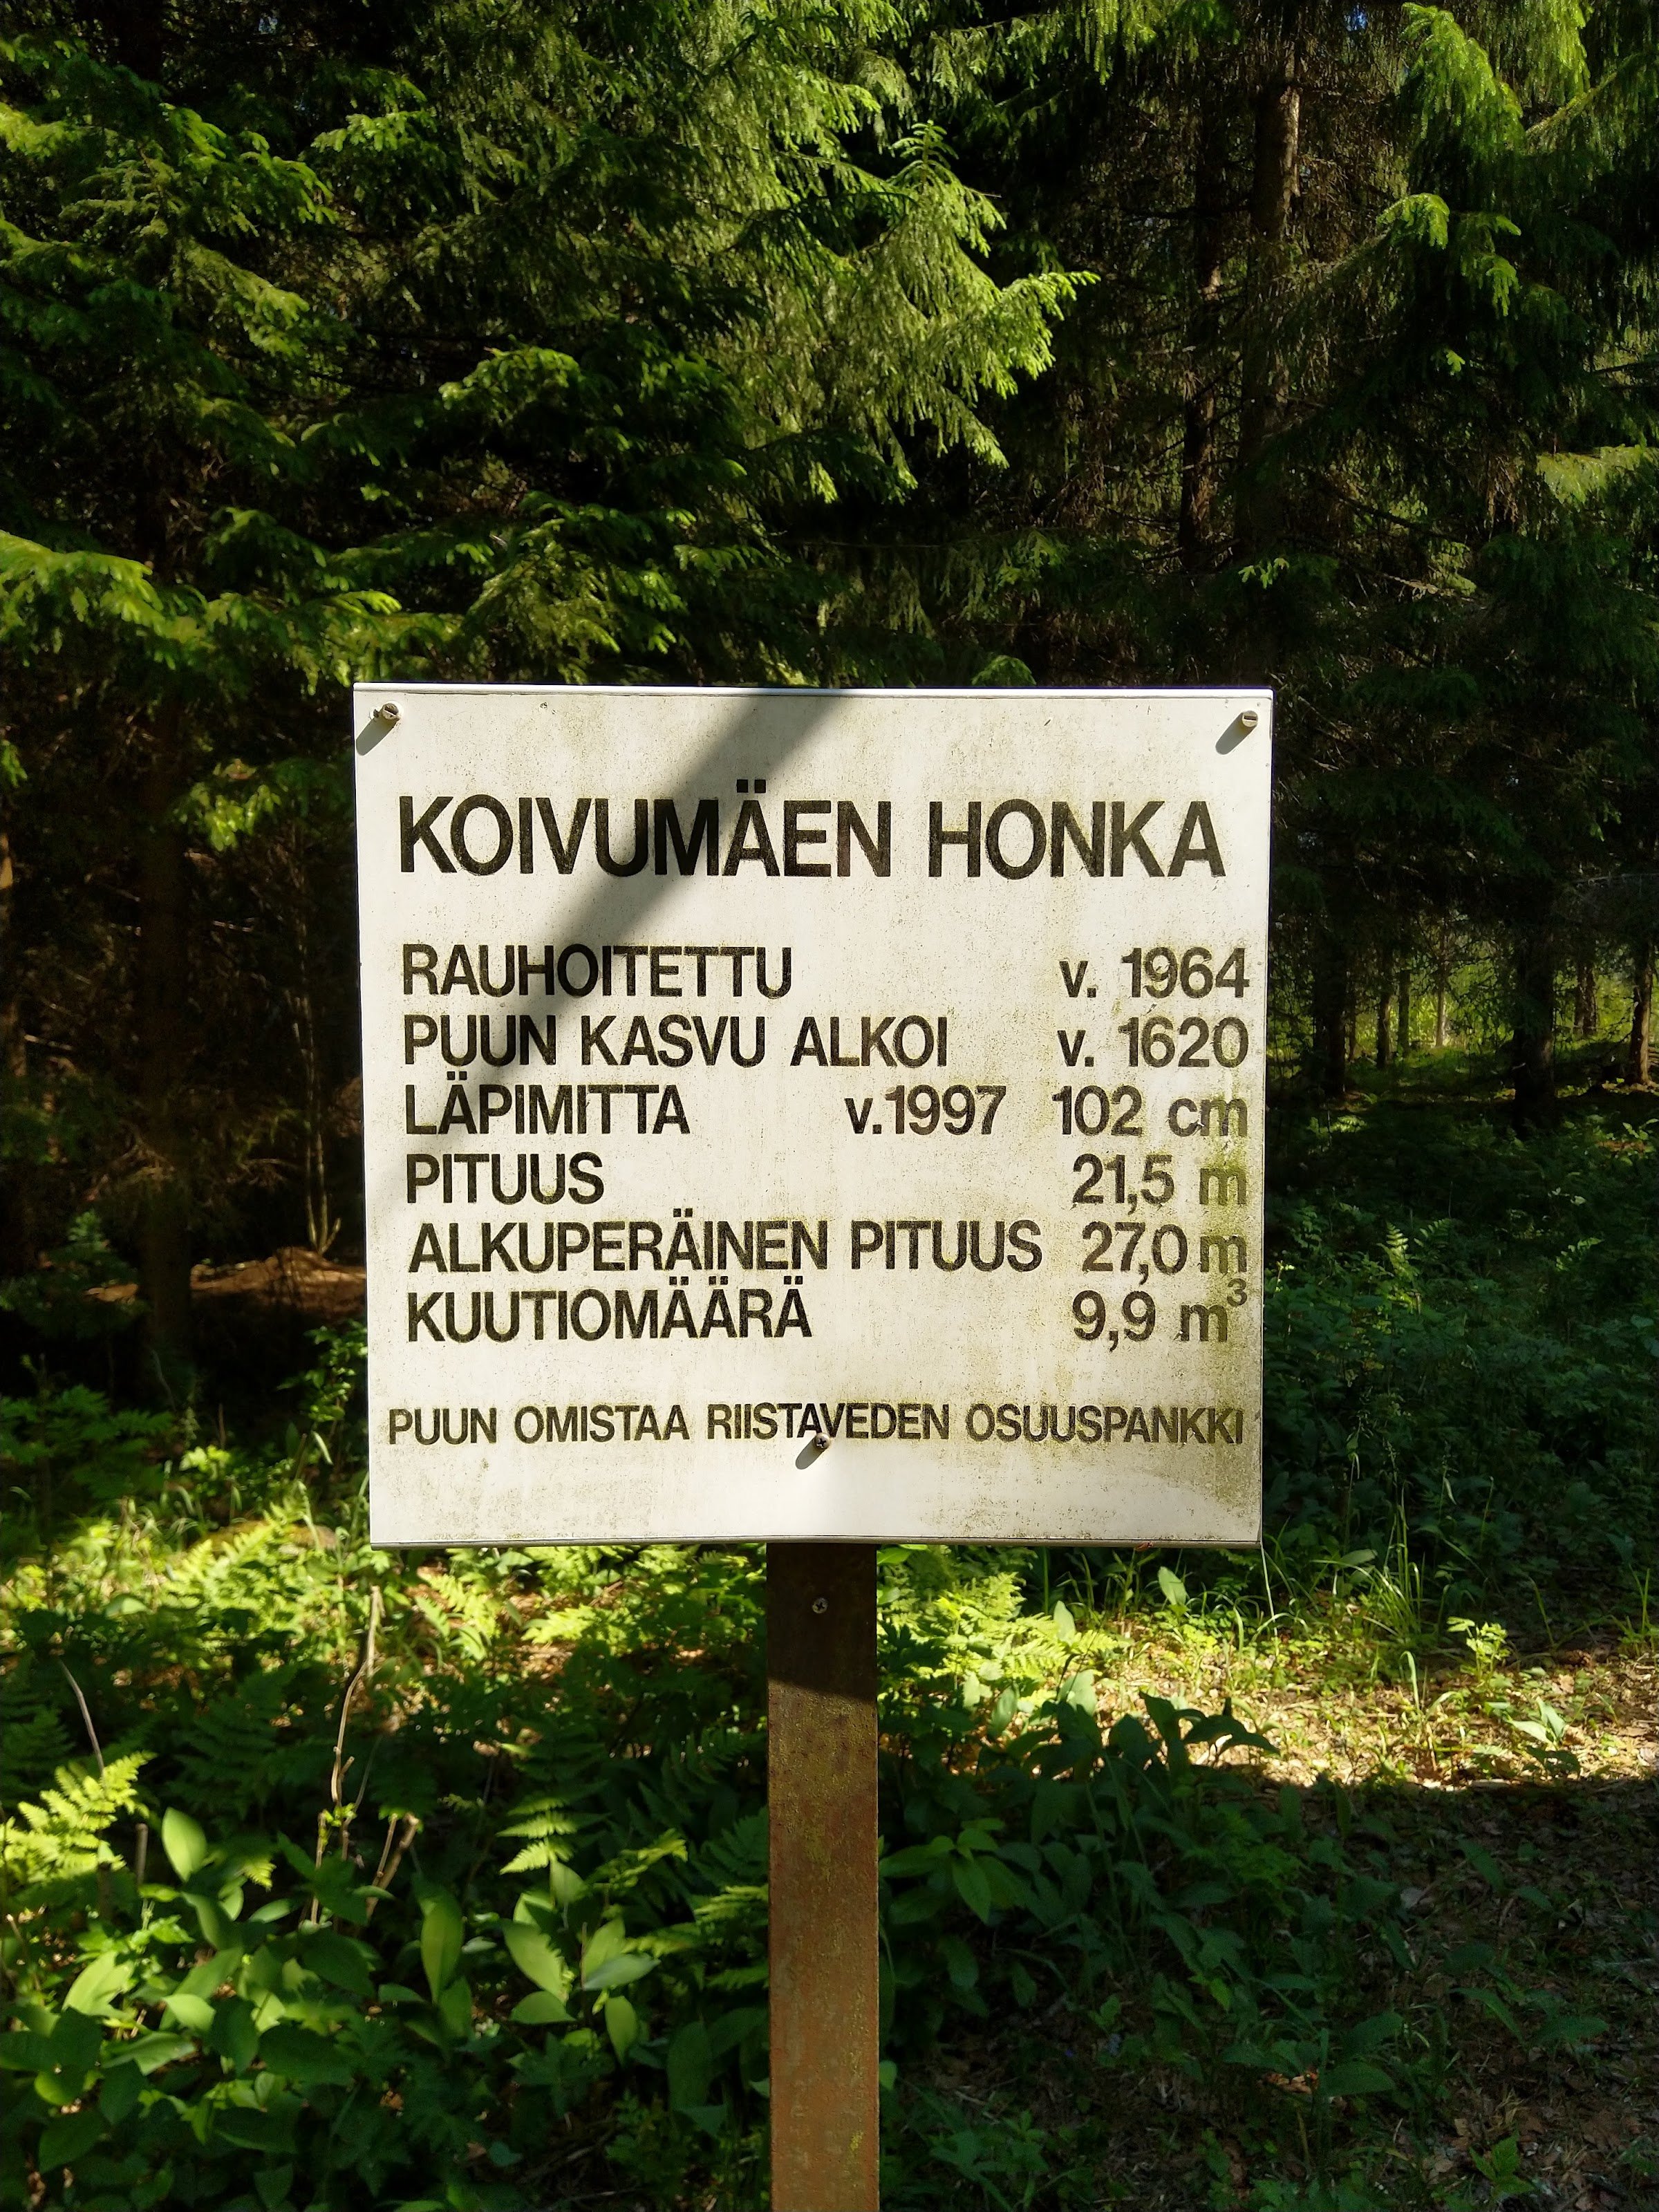 KOIVUMÄEN HONKA
RAUHOITETTU v. 1964
PUUN KASVU ALKOI v. 1620
LÄPIMITTA v.1997 102 cm
PITUUS 21,5 m
ALKUPERÄINEN PITUUS 27,0 m
KUUTIOMÄÄRÄ 9,9 m³
PUUN OMISTAA RIISTAVEDEN OSUUSPANKKI